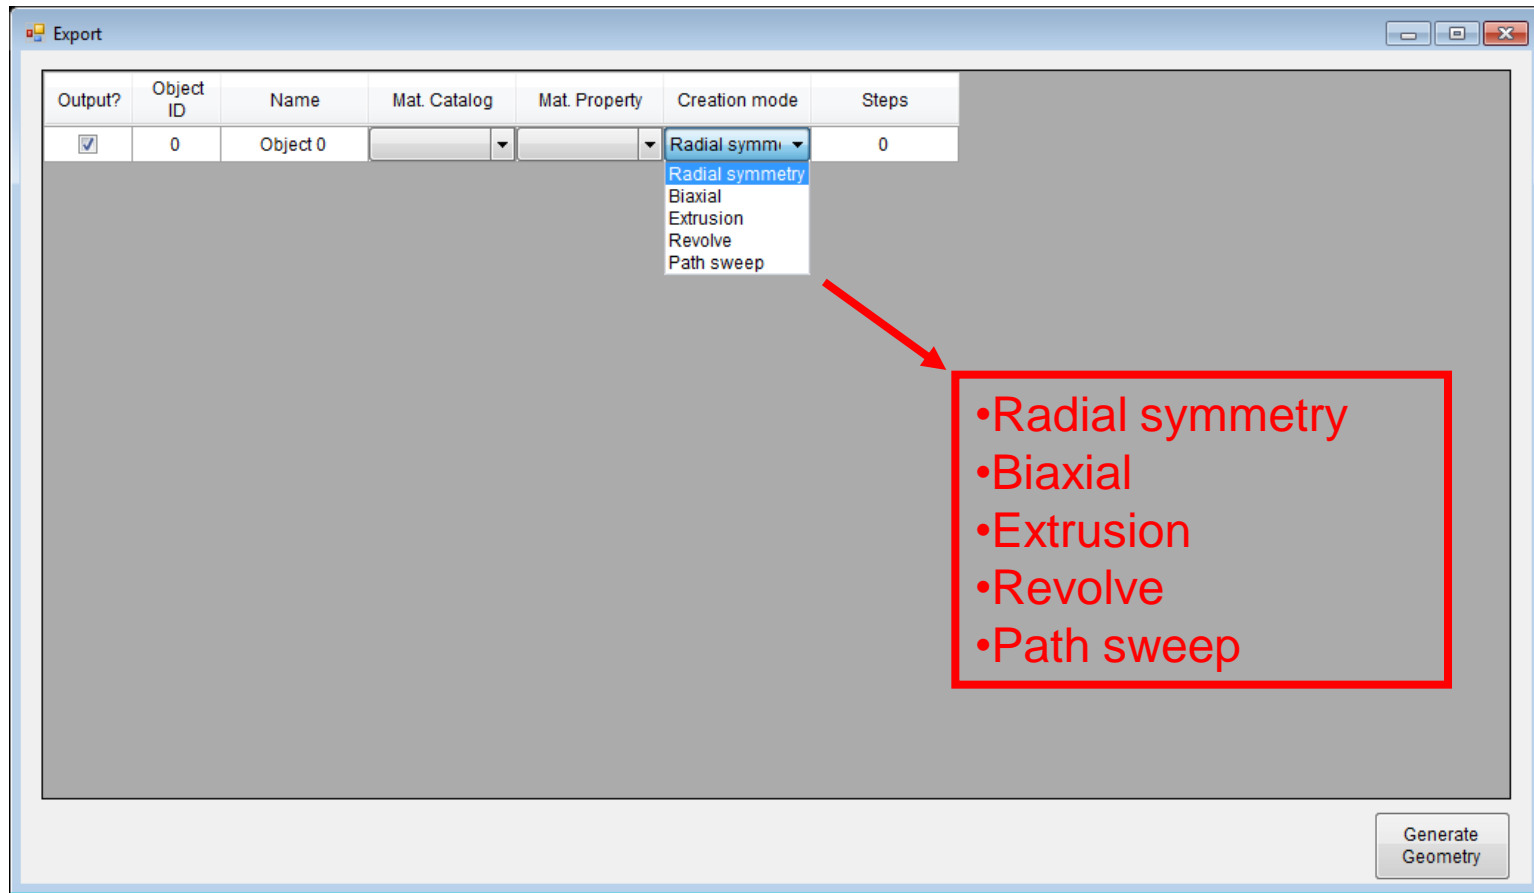 Export
Output? Object ID Name Mat. Catalog Mat. Property Creation mode Steps
0 Object 0 Radial symm 0
Radial symmetry
Biaxial
Extrusion
Revolve
Path sweep
•Radial symmetry
•Biaxial
•Extrusion
•Revolve
•Path sweep
Generate
Geometry